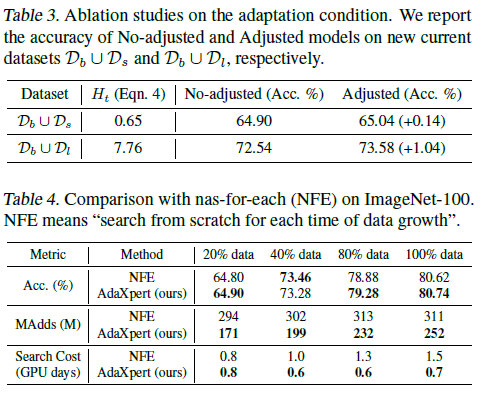 Table 3. Ablation studies on the adaptation condition. We report
the accuracy of No-adjusted and Adjusted models on new current
datasets 𝒟b ∪ 𝒟s and 𝒟b ∪ 𝒟l, respectively.
Dataset Ht (Eqn. 4) No-adjusted (Acc. %) Adjusted (Acc. %)
𝒟b ∪ 𝒟s 0.65 64.90 65.04 (+0.14)
𝒟b ∪ 𝒟l 7.76 72.54 73.58 (+1.04)
Table 4. Comparison with nas-for-each (NFE) on ImageNet-100.
NFE means “search from scratch for each time of data growth”.
Metric Method 20% data 40% data 80% data 100% data
Acc. (%) NFE 64.80 73.46 78.88 80.62
AdaXpert (ours) 64.90 73.28 79.28 80.74
MAdds (M) NFE 294 302 313 311
AdaXpert (ours) 171 199 232 252
Search Cost NFE 0.8 1.0 1.3 1.5
(GPU days) AdaXpert (ours) 0.8 0.6 0.6 0.7